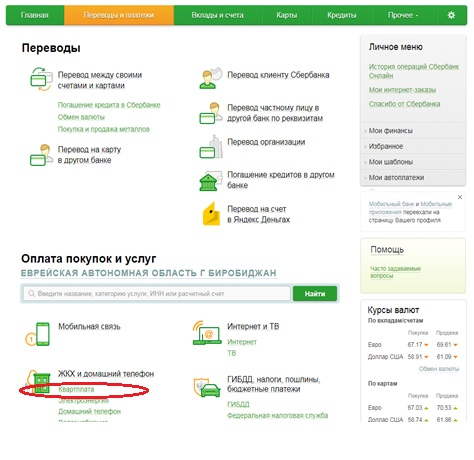 Главная Переводы и платежи Вклады и счета Карты Кредиты Прочее
Переводы
Перевод между своими
счетами и картами
Погашение кредита в Сбербанке
Обмен валюты
Покупка и продажа металлов
Перевод на карту
в другом банке
Перевод клиенту Сбербанка
Перевод частному лицу в
другой банк по реквизитам
Перевод организации
Погашение кредитов в другом
банке
Перевод на счет
в Яндекс Деньгах
Оплата покупок и услуг
ЕВРЕЙСКАЯ АВТОНОМНАЯ ОБЛАСТЬ Г БИРОБИДЖАН
Введите название, категорию услуги, ИНН или расчетный счет
Найти
Мобильная связь
Интернет и ТВ
Интернет
ТВ
ЖКХ и домашний телефон
Квартплата
Электроэнергия
Домашний телефон
ГИБДД, налоги, пошлины,
бюджетные платежи
ГИБДД
Федеральная налоговая служба
Личное меню
История операций Сбербанк
Онлайн
Мои интернет-заказы
Спасибо от Сбербанка
Мои финансы
Избранное
Мои шаблоны
Мои автоплатежи
Мобильный банк и Мобильные
приложения переехали на
страницу Вашего профиля
Помощь
Часто задаваемые
вопросы
Курсы валют
По вкладам/счетам
Покупка Продажа
Евро 67.17 69.61
Доллар США 58.91 61.09
Обмен валюты
По картам
Покупка Продажа
Евро 67.03 70.53
Доллар США 58.74 61.86